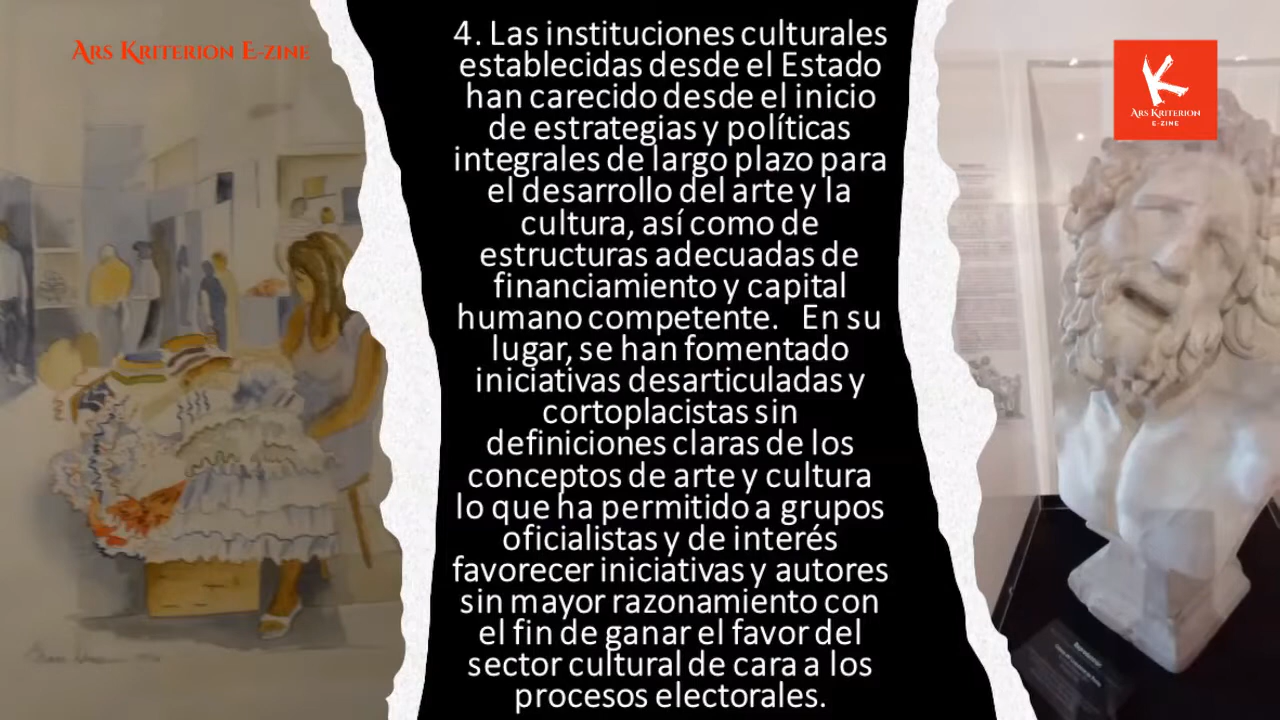 ARS KRITERION E-ZINE
4. Las instituciones culturales
establecidas desde el Estado
han carecido desde el inicio
de estrategias y políticas
integrales de largo plazo para
el desarrollo del arte y la
cultura, así como de
estructuras adecuadas de
financiamiento y capital
humano competente. En su
lugar, se han fomentado
iniciativas desarticuladas y
cortoplacistas sin
definiciones claras de los
conceptos de arte y cultura
lo que ha permitido a grupos
oficialistas y de interés
favorecer iniciativas y autores
sin mayor razonamiento con
el fin de ganar el favor del
sector cultural de cara a los
procesos electorales.
K
ARS KRITERION
E-ZINE